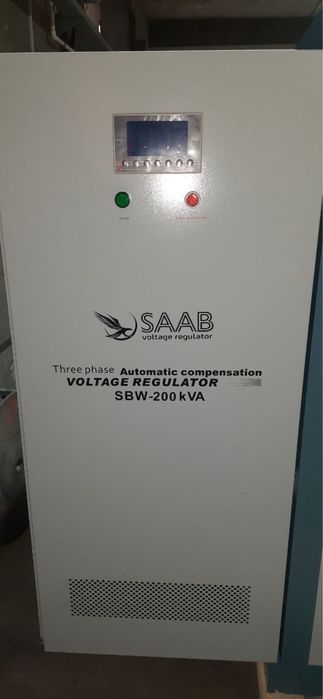 SAAB
voltage regulator
Three phase Automatic compensation
VOLTAGE REGULATOR
SBW-200 kVA